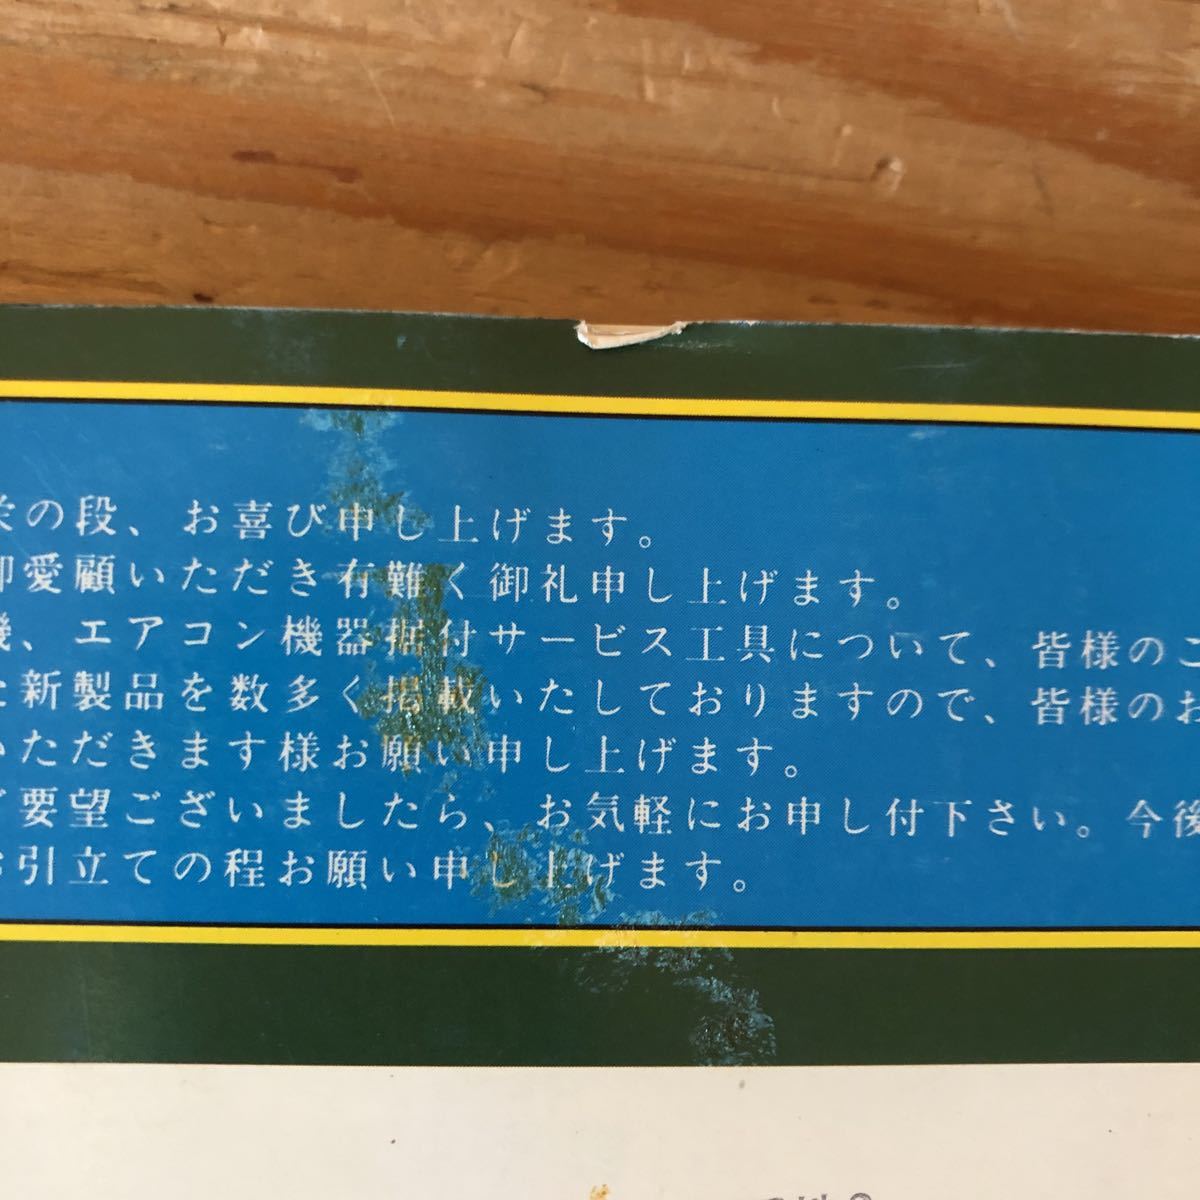 の段、お喜び申し上げます。
愛顧いただき有難く御礼申し上げます。
、エアコン機器据付サービス工具について、皆様のこ
新製品を数多く掲載いたしておりますので、皆様のお
いただきます様お願い申し上げます。
ご要望ございましたら、お気軽にお申し付下さい。今後
お引立ての程お願い申し上げます。